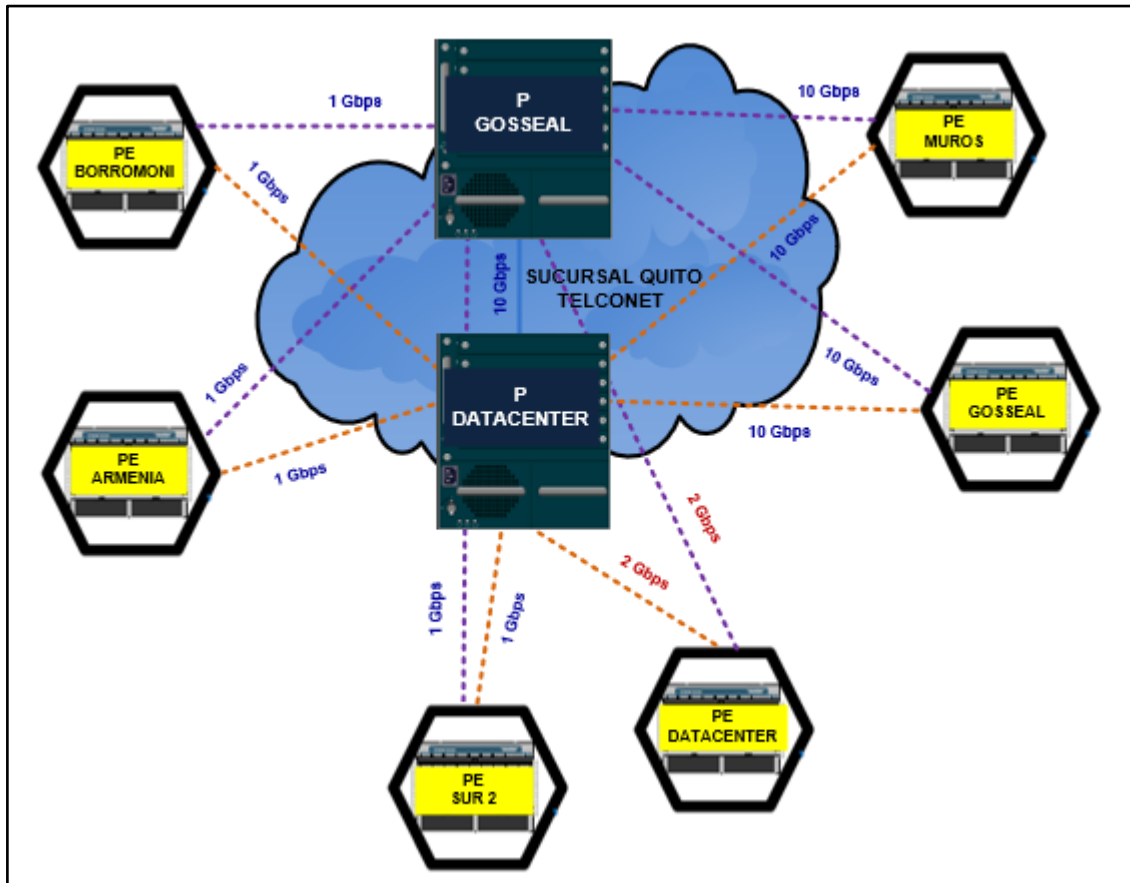 P
GOSSEAL
1 Gbps
10 Gbps
PE
BORROMONI
PE
MUROS
1 Gbps
10 Gbps
10 Gbps
SUCURSAL QUITO
TELCONET
1 Gbps
10 Gbps
P
DATACENTER
PE
GOSSEAL
PE
ARMENIA
1 Gbps
10 Gbps
2 Gbps
2 Gbps
1 Gbps
1 Gbps
PE
DATACENTER
PE
SUR 2